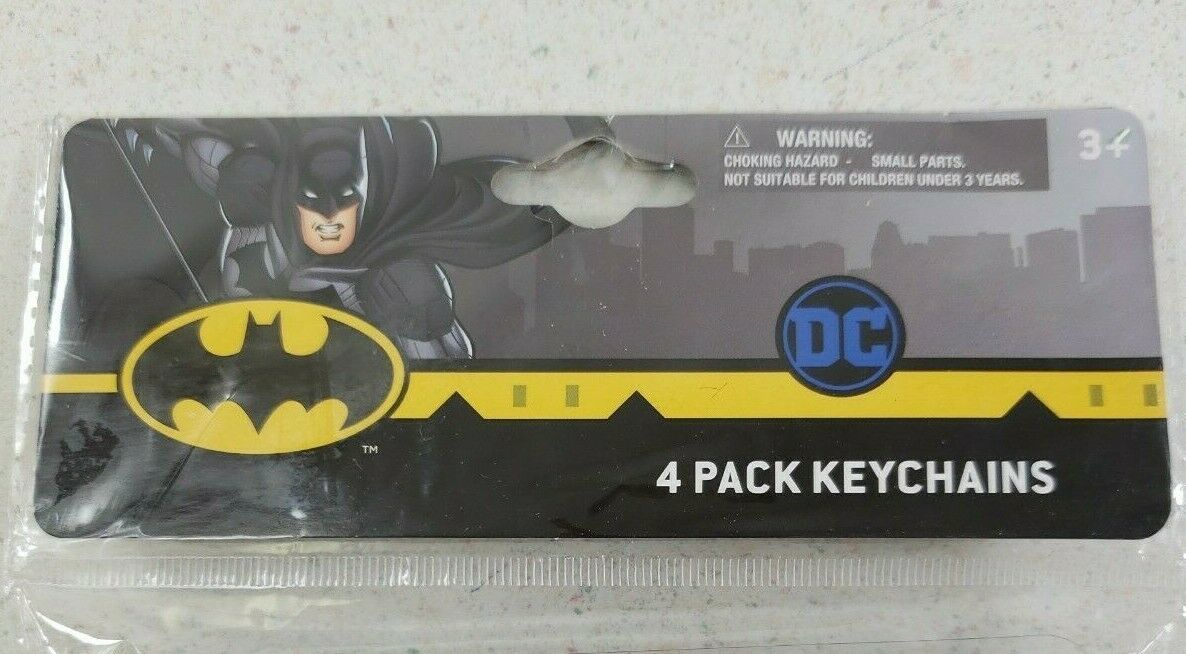 WARNING:
CHOKING HAZARD - SMALL PARTS.
NOT SUITABLE FOR CHILDREN UNDER 3 YEARS.
3+
DC
TM
4 PACK KEYCHAINS